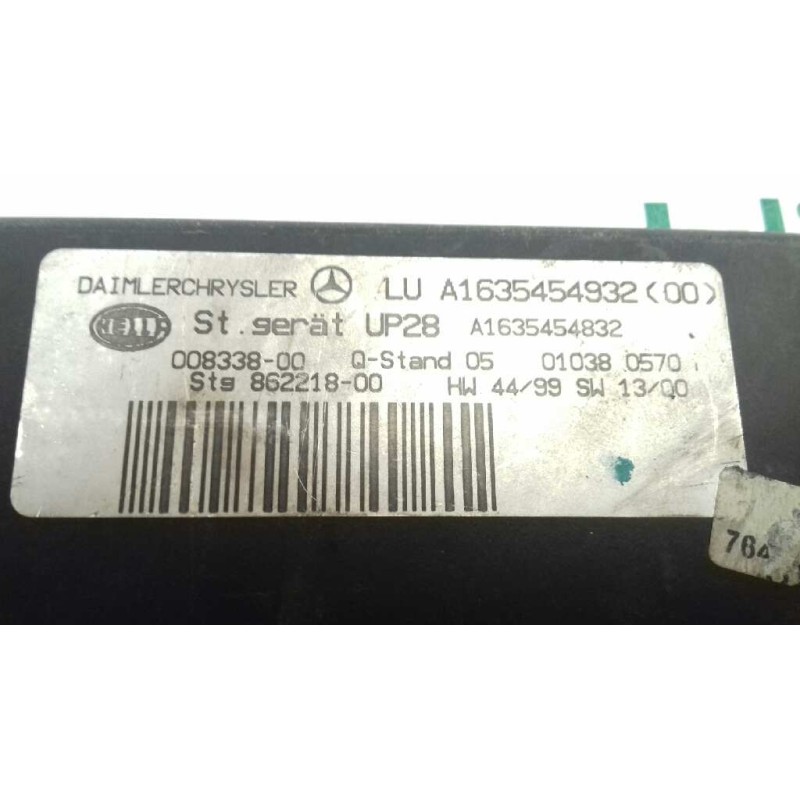 DAIMLERCHRYSLER LU A1635454932(00)
HELLA St.gerät UP28 A1635454832
008338-00 Q-Stand 05 01038 0570
Stg 862218-00 HW 44/99 SW 13/00
764